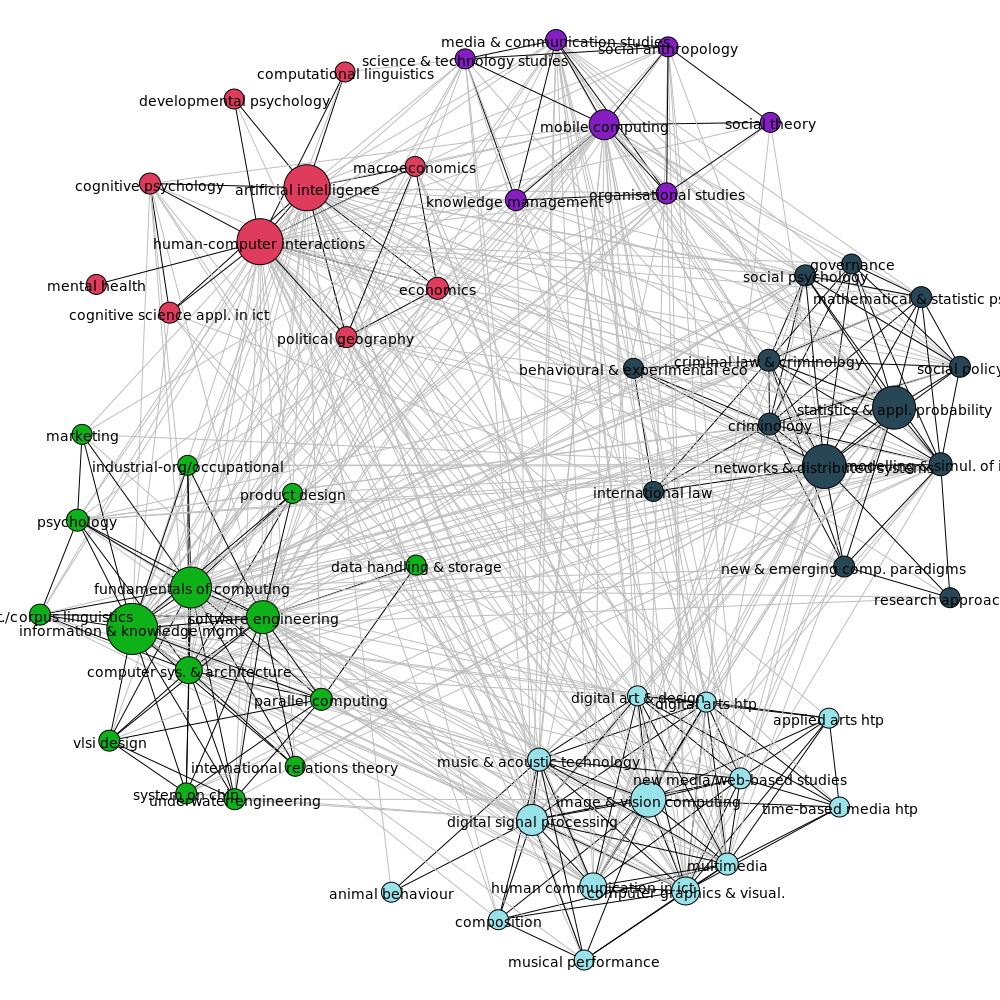 media & communication studies
social anthropology
science & technology studies
computational linguistics
developmental psychology
mobile computing
social theory
macroeconomics
cognitive psychology
artificial intelligence
knowledge management
organisational studies
human-computer interactions
governance
social psychology
mental health
economics
mathematical & statistic ps
cognitive science appl. in ict
political geography
criminal law & criminology
behavioural & experimental eco
social policy
statistics & appl. probability
criminology
marketing
industrial-org/occupational
networks & distributed systems
modelling & simul. of i
product design
international law
psychology
data handling & storage
new & emerging comp. paradigms
fundamentals of computing
research approac
./corpus linguistics
software engineering
information & knowledge mgmt
computer sys. & architecture
parallel computing
digital art & design
digital arts htp
applied arts htp
vlsi design
music & acoustic technology
international relations theory
new media/web-based studies
system on chip
underwater engineering
image & vision computing
time-based media htp
digital signal processing
multimedia
human communication in ict
computer graphics & visual.
animal behaviour
composition
musical performance